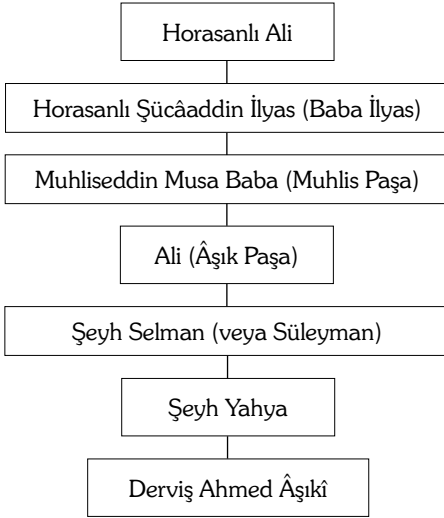 Horasanlı Ali
Horasanlı Şücâaddin İlyas (Baba İlyas)
Muhliseddin Musa Baba (Muhlis Paşa)
Ali (Âşık Paşa)
Şeyh Selman (veya Süleyman)
Şeyh Yahya
Derviş Ahmed Âşıkî